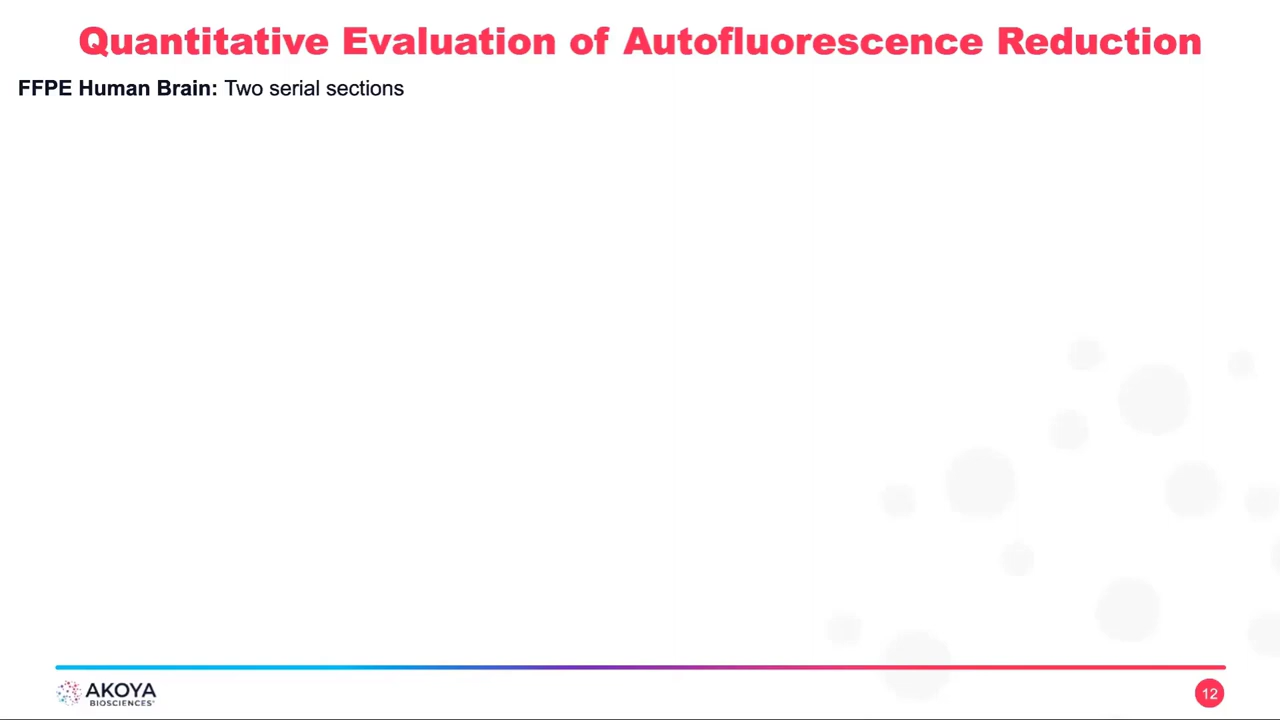 Quantitative Evaluation of Autofluorescence Reduction
FFPE Human Brain: Two serial sections
AKOYA
BIOSCIENCES
12